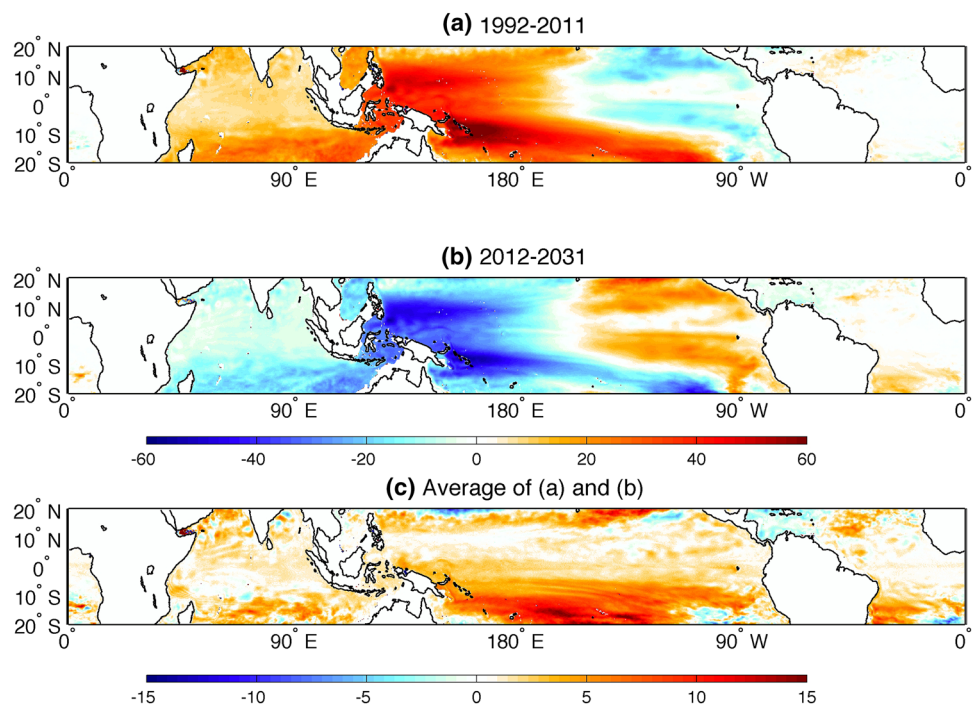 (a) 1992-2011
20° N
10° N
0°
10° S
20° S
0° 90° E 180° E 90° W 0°
(b) 2012-2031
20° N
10° N
0°
10° S
20° S
0° 90° E 180° E 90° W 0°
-60 -40 -20 0 20 40 60
(c) Average of (a) and (b)
20° N
10° N
0°
10° S
20° S
0° 90° E 180° E 90° W 0°
-15 -10 -5 0 5 10 15